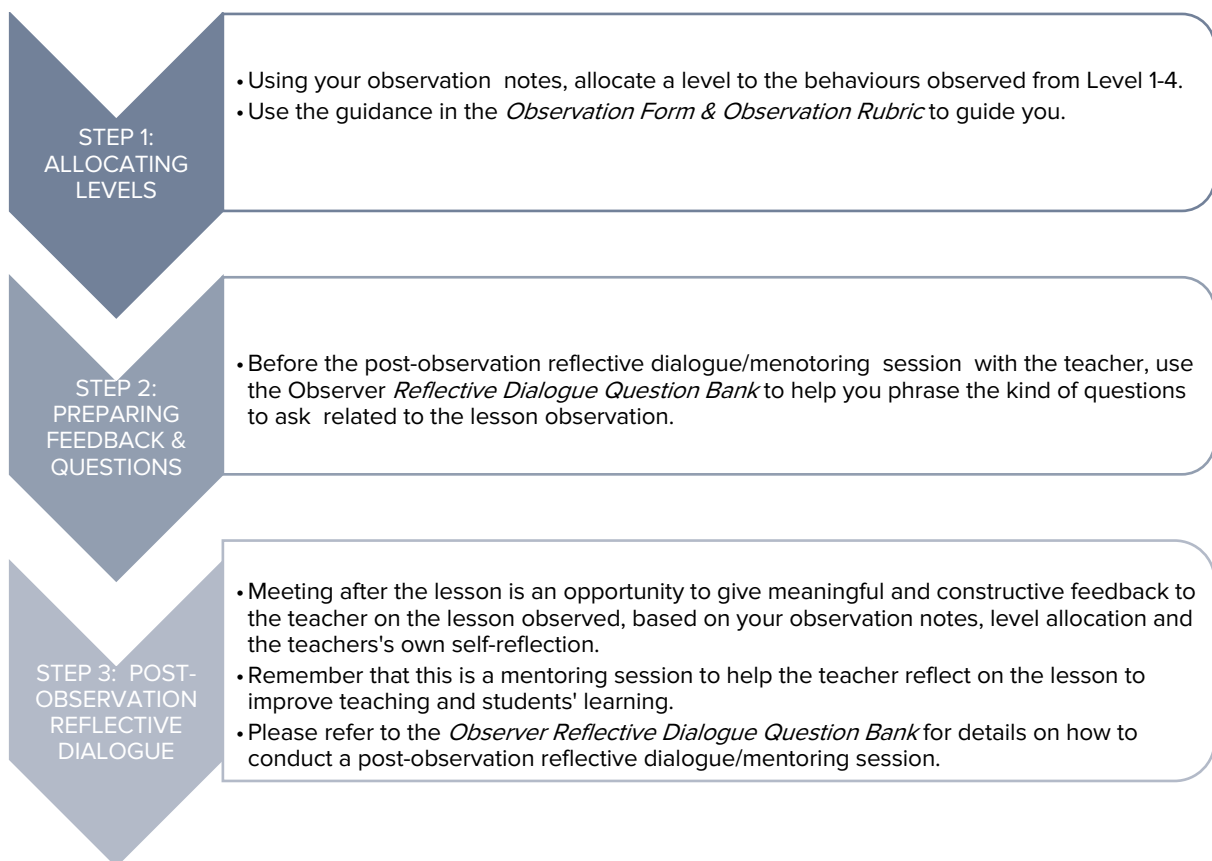 STEP 1:
ALLOCATING
LEVELS
• Using your observation notes, allocate a level to the behaviours observed from Level 1-4.
• Use the guidance in the Observation Form & Observation Rubric to guide you.
STEP 2:
PREPARING
FEEDBACK &
QUESTIONS
• Before the post-observation reflective dialogue/menotoring session with the teacher, use
the Observer Reflective Dialogue Question Bank to help you phrase the kind of questions
to ask related to the lesson observation.
STEP 3: POST-
OBSERVATION
REFLECTIVE
DIALOGUE
• Meeting after the lesson is an opportunity to give meaningful and constructive feedback to
the teacher on the lesson observed, based on your observation notes, level allocation and
the teachers's own self-reflection.
• Remember that this is a mentoring session to help the teacher reflect on the lesson to
improve teaching and students' learning.
• Please refer to the Observer Reflective Dialogue Question Bank for details on how to
conduct a post-observation reflective dialogue/mentoring session.